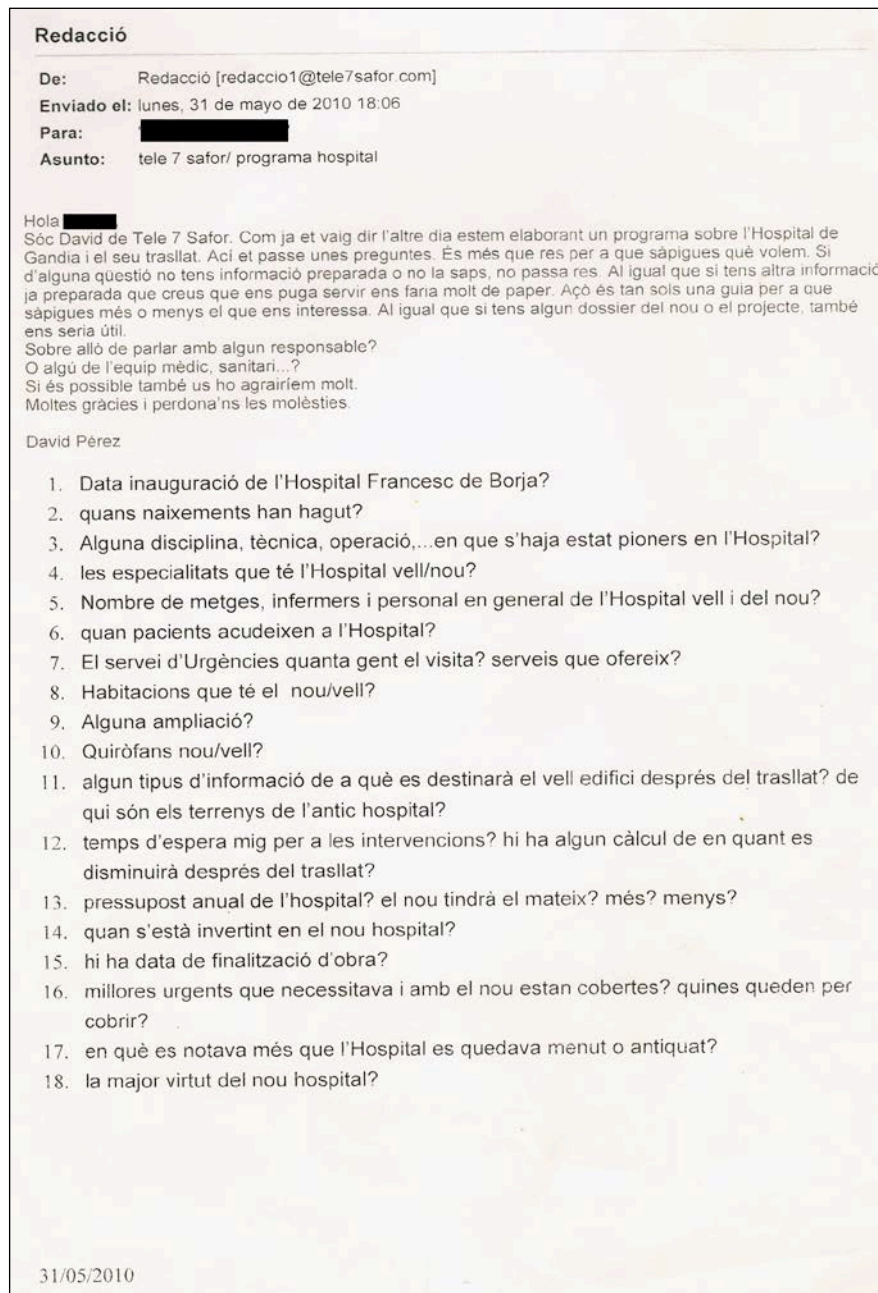 Redacció
De: Redacció [redaccio1@tele7safor.com]
Enviado el: lunes, 31 de mayo de 2010 18:06
Para:
Asunto: tele 7 safor/ programa hospital
Hola
Sóc David de Tele 7 Safor. Com ja et vaig dir l'altre dia estem elaborant un programa sobre l'Hospital de
Gandia i el seu trasllat. Ací et passe unes preguntes. És més que res per a que sàpigues què volem. Si
d'alguna qüestió no tens informació preparada o no la saps, no passa res. Al igual que si tens altra informació
ja preparada que creus que ens puga servir ens faria molt de paper. Açò és tan sols una guia per a que
sàpigues més o menys el que ens interessa. Al igual que si tens algun dossier del nou o el projecte, també
ens seria útil.
Sobre allò de parlar amb algun responsable?
O algú de l'equip mèdic, sanitari...?
Si és possible també us ho agrairíem molt.
Moltes gràcies i perdona'ns les molèsties.
David Pérez
1. Data inauguració de l'Hospital Francesc de Borja?
2. quans naixements han hagut?
3. Alguna disciplina, tècnica, operació,...en que s'haja estat pioners en l'Hospital?
4. les especialitats que té l'Hospital vell/nou?
5. Nombre de metges, infermers i personal en general de l'Hospital vell i del nou?
6. quan pacients acudeixen a l'Hospital?
7. El servei d'Urgències quanta gent el visita? serveis que ofereix?
8. Habitacions que té el nou/vell?
9. Alguna ampliació?
10. Quiròfans nou/vell?
11. algun tipus d'informació de a què es destinarà el vell edifici després del trasllat? de
qui són els terrenys de l'antic hospital?
12. temps d'espera mig per a les intervencions? hi ha algun càlcul de en quant es
disminuirà després del trasllat?
13. pressupost anual de l'hospital? el nou tindrà el mateix? més? menys?
14. quan s'està invertint en el nou hospital?
15. hi ha data de finalització d'obra?
16. millores urgents que necessitava i amb el nou estan cobertes? quines queden per
cobrir?
17. en què es notava més que l'Hospital es quedava menut o antiquat?
18. la major virtut del nou hospital?
31/05/2010